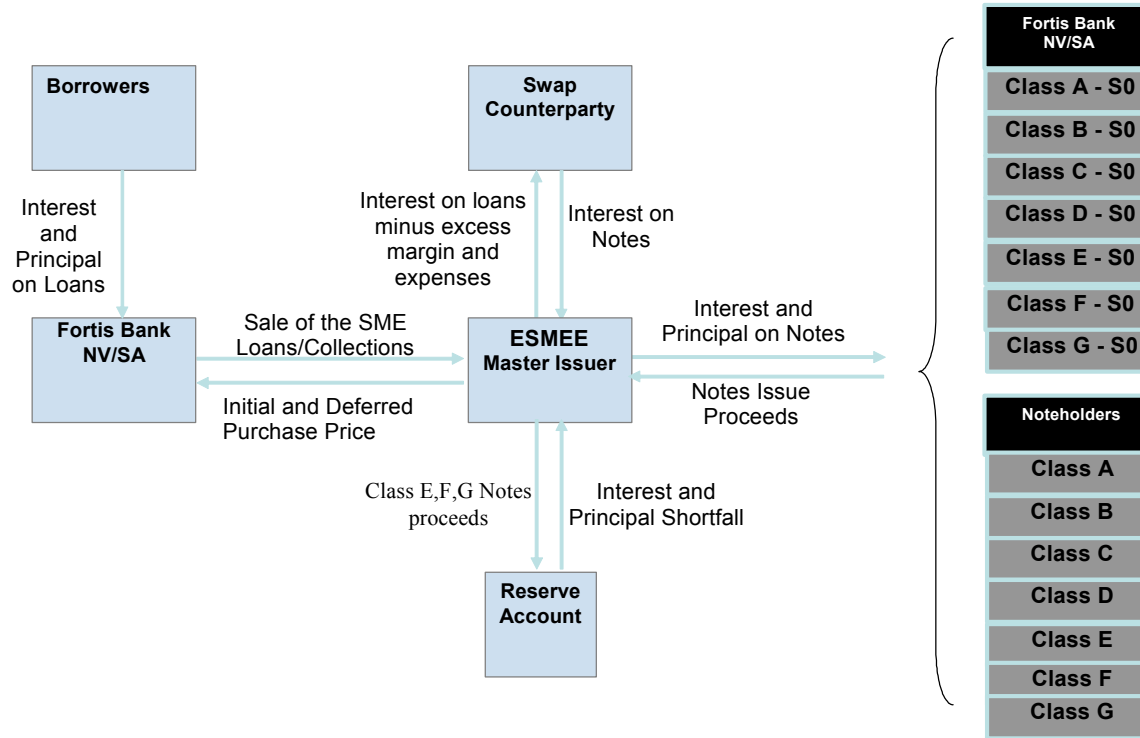 Borrowers
Swap
Counterparty
Interest
and
Principal
on Loans
Interest on loans
minus excess
margin and
expenses
Interest on
Notes
Fortis Bank
NV/SA
Sale of the SME
Loans/Collections
Initial and Deferred
Purchase Price
ESMEE
Master Issuer
Interest and
Principal on Notes
Notes Issue
Proceeds
Class E,F,G Notes
proceeds
Interest and
Principal Shortfall
Reserve
Account
Fortis Bank
NV/SA
Class A - S0
Class B - S0
Class C - S0
Class D - S0
Class E - S0
Class F - S0
Class G - S0
Noteholders
Class A
Class B
Class C
Class D
Class E
Class F
Class G